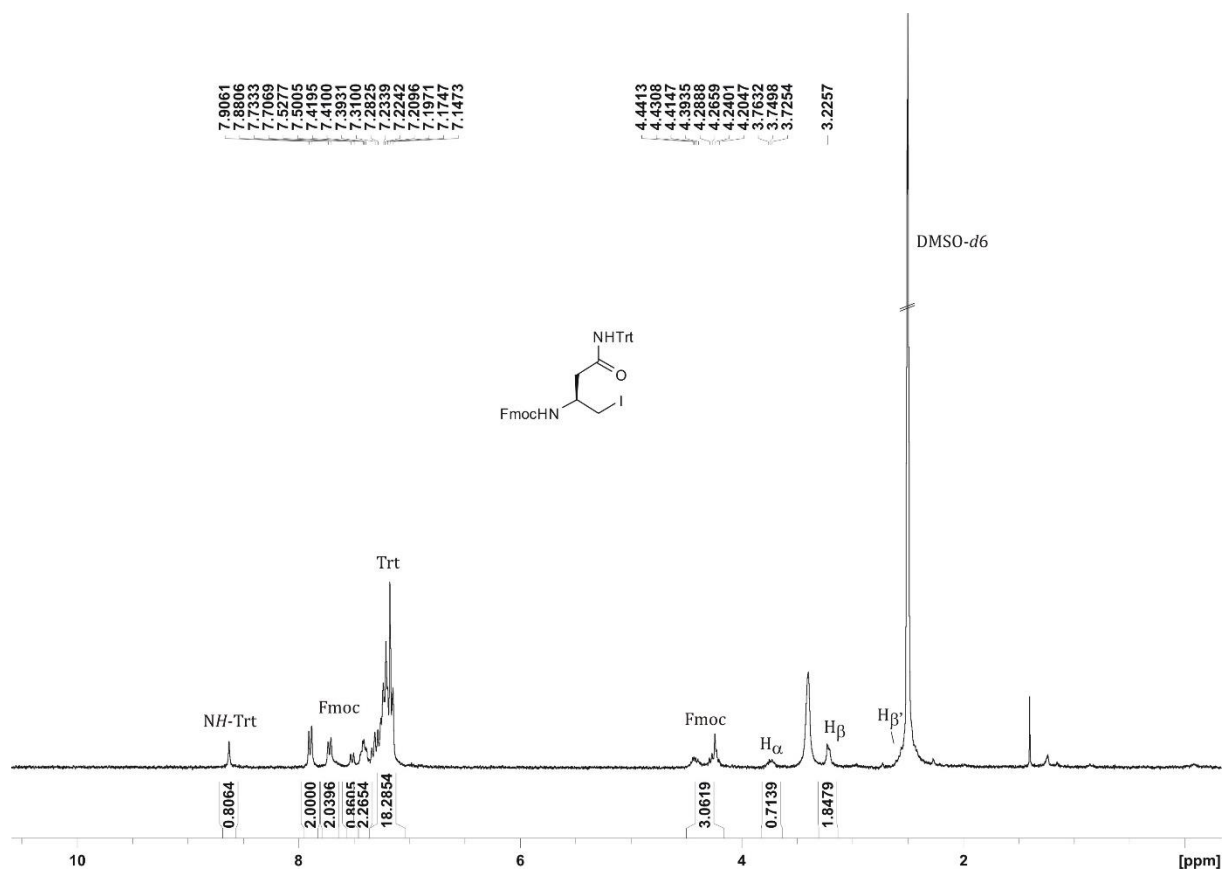 7.9061
7.8806
7.7333
7.7069
7.5277
7.5005
7.4195
7.4100
7.3931
7.3100
7.2825
7.2339
7.2242
7.2096
7.1971
7.1747
7.1473
4.4413
4.4308
4.4147
4.3935
4.2888
4.2659
4.2401
4.2047
3.7632
3.7498
3.7254
3.2257
DMSO-d6
NHTrt
O
I
FmocHN
Trt
NH-Trt
Fmoc
Fmoc
Hα
Hβ
Hβ'
0.8064
2.0000
2.0396
0.8605
2.2654
18.2854
3.0619
0.7139
1.8479
10 8 6 4 2 [ppm]